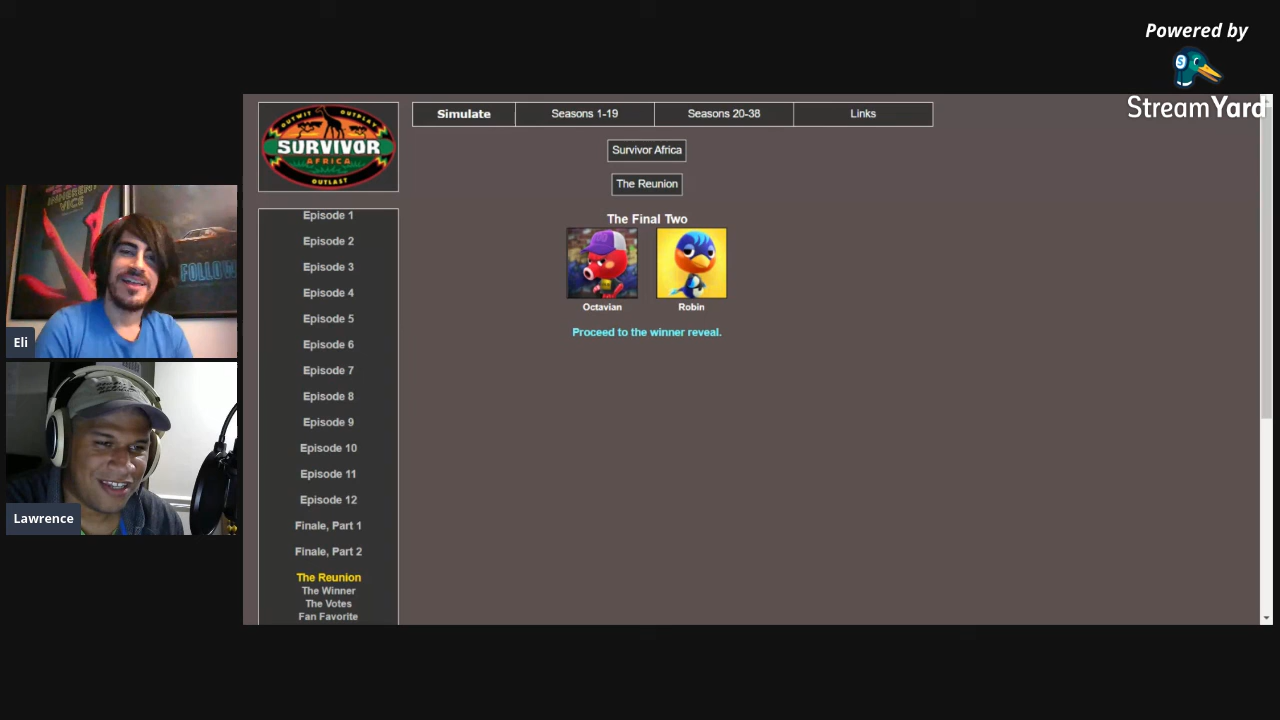 Powered by
StreamYard
OUTWIT OUTPLAY
SURVIVOR
AFRICA
OUTLAST
Simulate
Seasons 1-19
Seasons 20-38
Links
Survivor Africa
The Reunion
The Final Two
Octavian
Robin
Proceed to the winner reveal.
Episode 1
Episode 2
Episode 3
Episode 4
Episode 5
Episode 6
Episode 7
Episode 8
Episode 9
Episode 10
Episode 11
Episode 12
Finale, Part 1
Finale, Part 2
The Reunion
The Winner
The Votes
Fan Favorite
INHERENT
VICE
FOLLOW
Eli
Lawrence